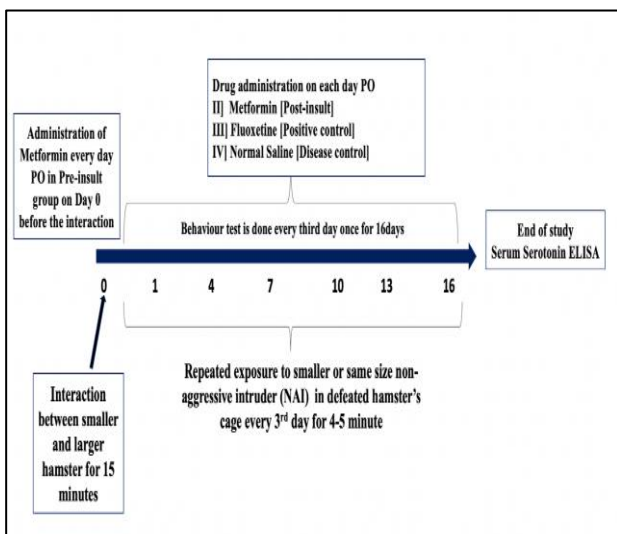 Drug administration on each day PO
II] Metformin [Post-insult]
III] Fluoxetine [Positive control]
IV] Normal Saline [Disease control]
Administration of
Metformin every day
PO in Pre-insult
group on Day 0
before the interaction
Behaviour test is done every third day once for 16days
End of study
Serum Serotonin ELISA
0 1 4 7 10 13 16
Repeated exposure to smaller or same size non-
aggressive intruder (NAI) in defeated hamster's
cage every 3rd day for 4-5 minute
Interaction
between smaller
and larger
hamster for 15
minutes